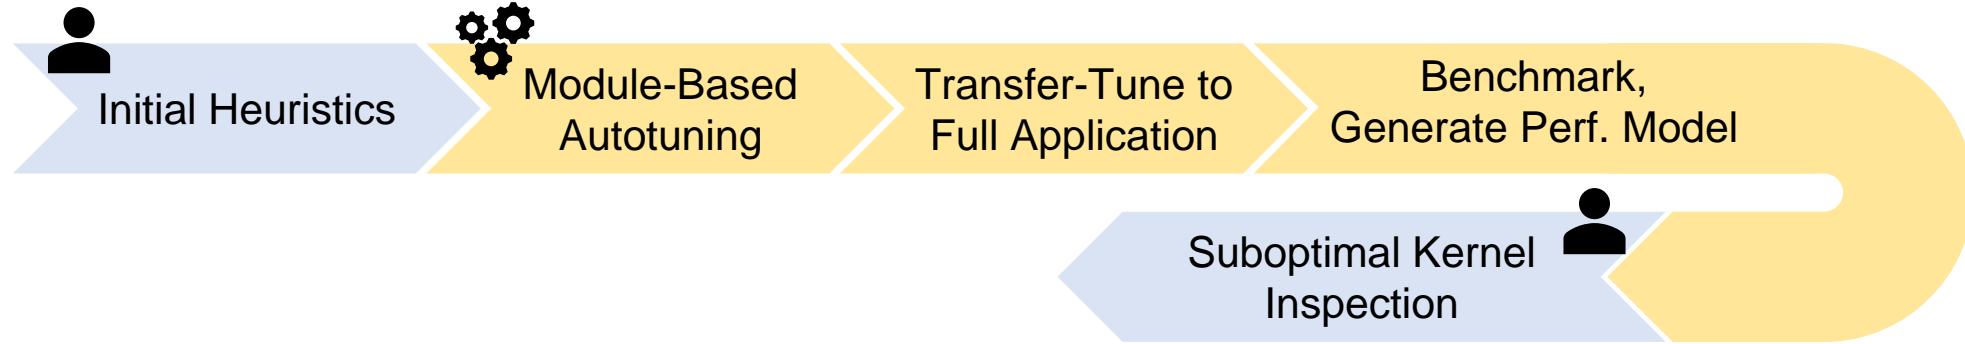 Initial Heuristics
Module-Based
Autotuning
Transfer-Tune to
Full Application
Benchmark,
Generate Perf. Model
Suboptimal Kernel
Inspection